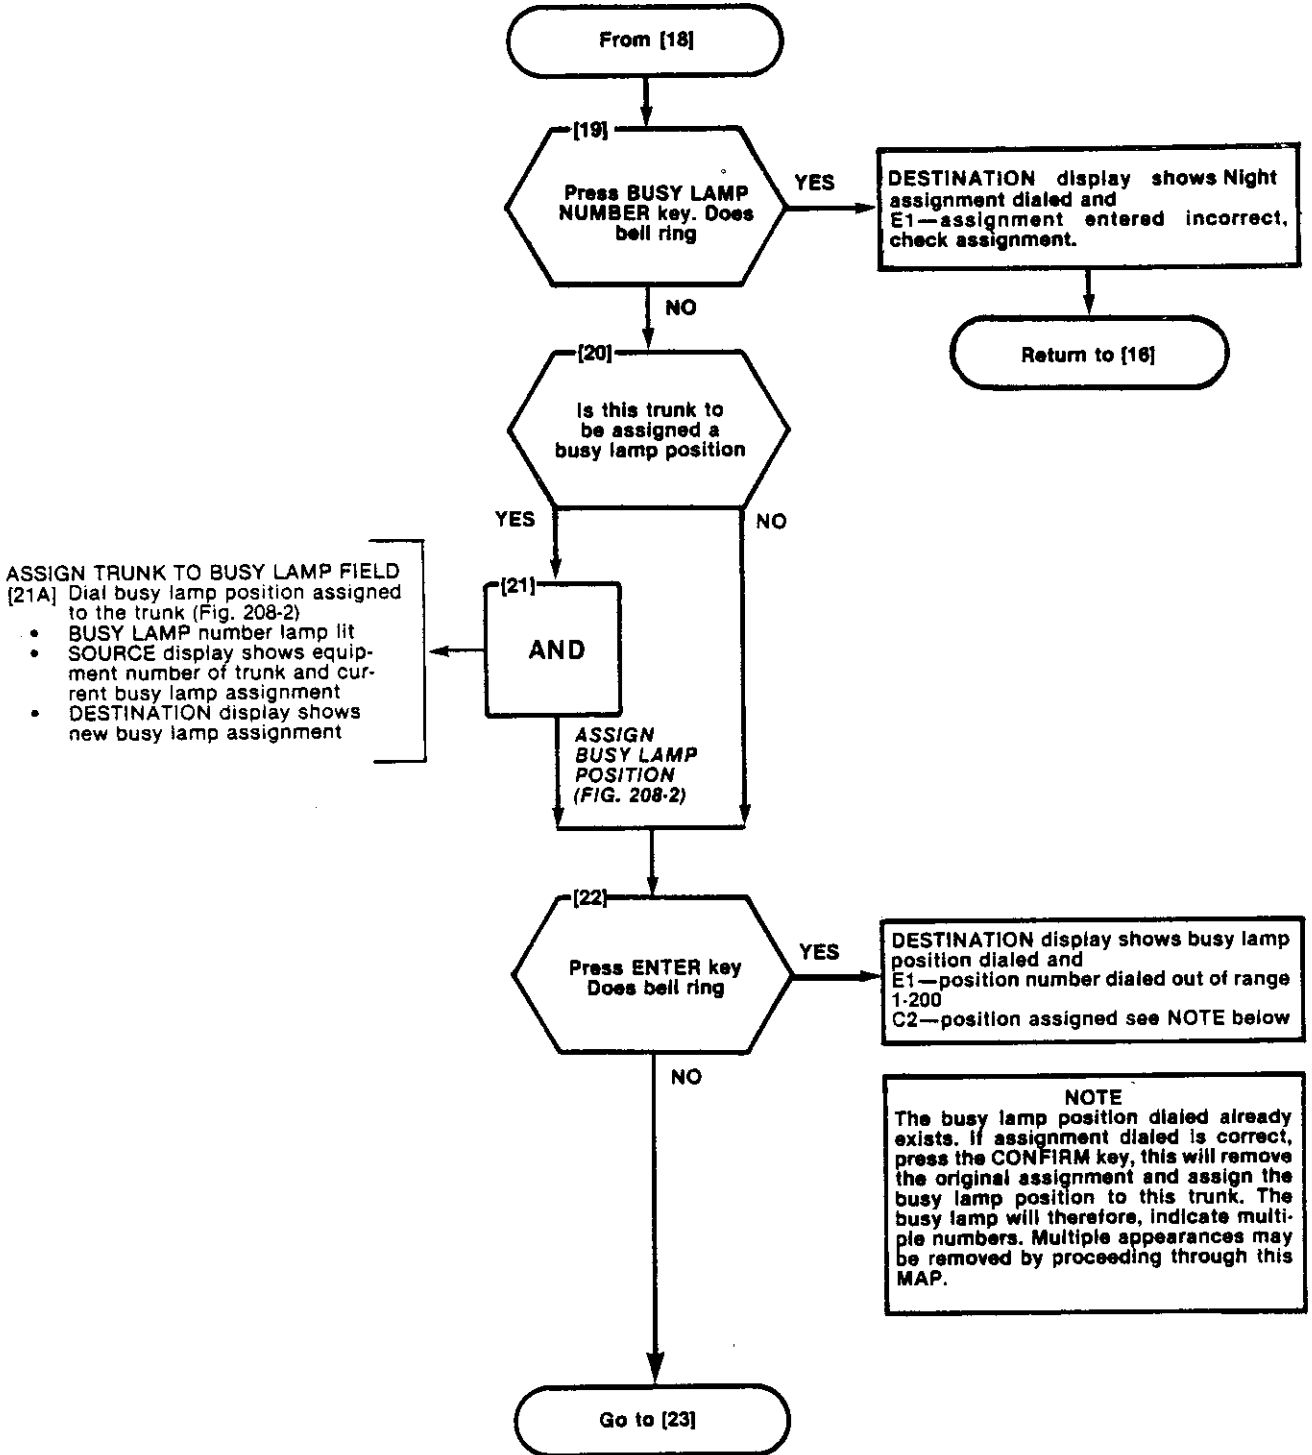 From [18]
[19]
Press BUSY LAMP
NUMBER key. Does
bell ring
YES
DESTINATION display shows Night
assignment dialed and
E1—assignment entered incorrect,
check assignment.
NO
Return to [16]
[20]
Is this trunk to
be assigned a
busy lamp position
YES
NO
ASSIGN TRUNK TO BUSY LAMP FIELD
[21A] Dial busy lamp position assigned
to the trunk (Fig. 208-2)
• BUSY LAMP number lamp lit
• SOURCE display shows equip-
ment number of trunk and cur-
rent busy lamp assignment
• DESTINATION display shows
new busy lamp assignment
[21]
AND
ASSIGN
BUSY LAMP
POSITION
(FIG. 208-2)
[22]
Press ENTER key
Does bell ring
YES
DESTINATION display shows busy lamp
position dialed and
E1—position number dialed out of range
1-200
C2—position assigned see NOTE below
NO
NOTE
The busy lamp position dialed already
exists. If assignment dialed is correct,
press the CONFIRM key, this will remove
the original assignment and assign the
busy lamp position to this trunk. The
busy lamp will therefore, indicate multi-
ple numbers. Multiple appearances may
be removed by proceeding through this
MAP.
Go to [23]